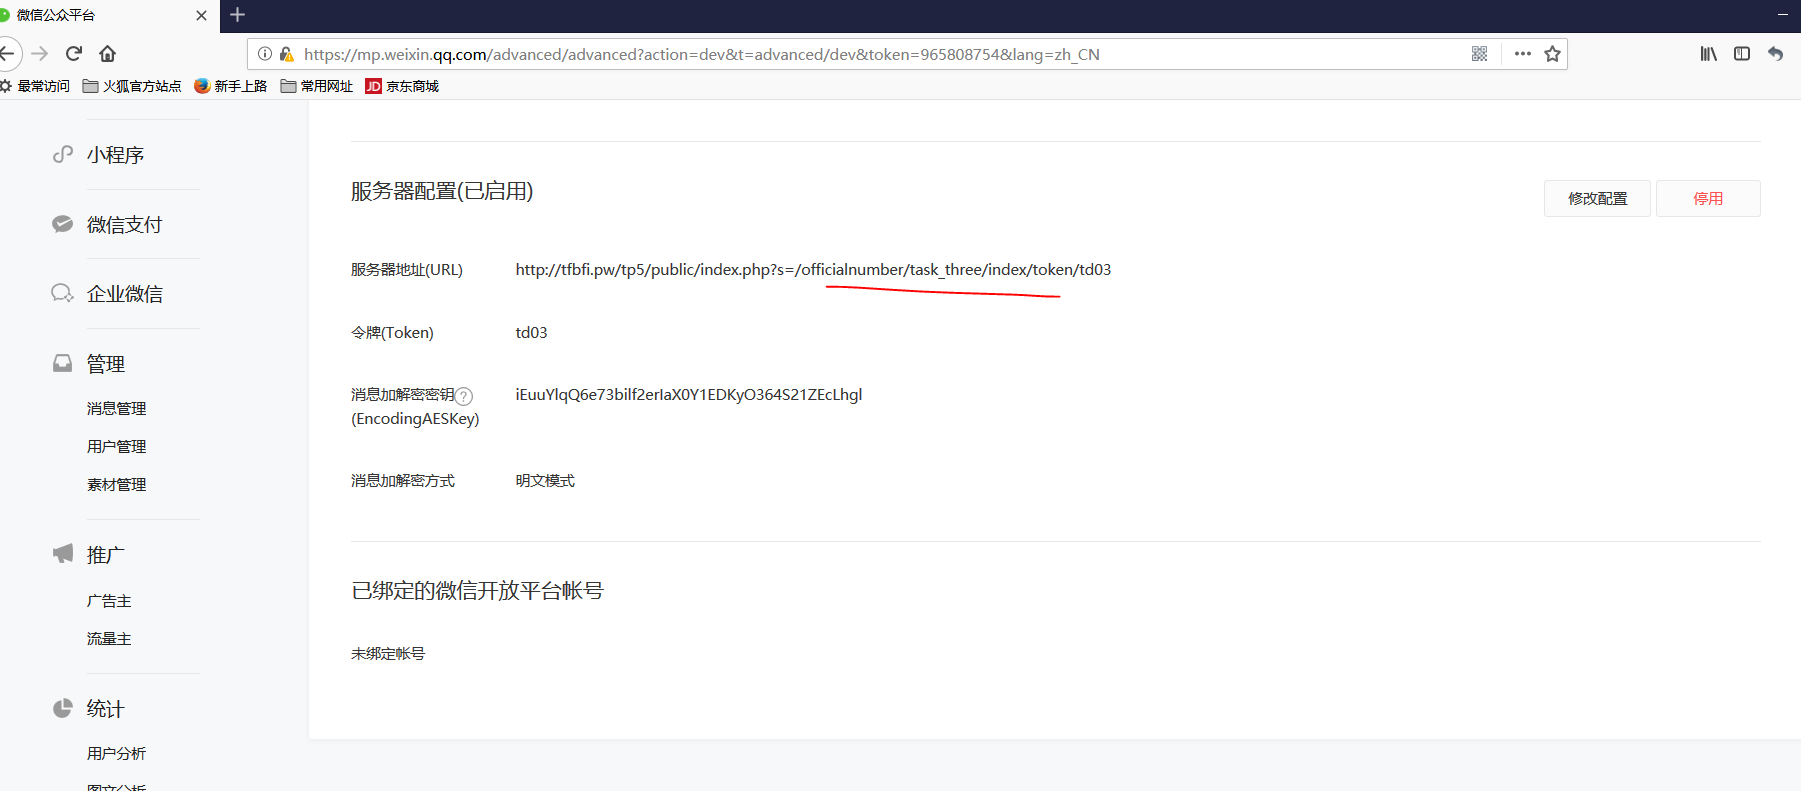 微信公众平台
https://mp.weixin.qq.com/advanced/advanced?action=dev&t=advanced/dev&token=965808754&lang=zh_CN
最常访问 火狐官方站点 新手上路 常用网址 JD 京东商城
小程序
微信支付
企业微信
管理
消息管理
用户管理
素材管理
推广
广告主
流量主
统计
用户分析
图文分析
服务器配置(已启用)
修改配置 停用
服务器地址(URL) http://tfbfi.pw/tp5/public/index.php?s=/officialnumber/task_three/index/token/td03
令牌(Token) td03
消息加解密密钥 ? iEuuYlqQ6e73bilf2erIaX0Y1EDKyO364S21ZEcLhgl
(EncodingAESKey)
消息加解密方式 明文模式
已绑定的微信开放平台帐号
未绑定帐号